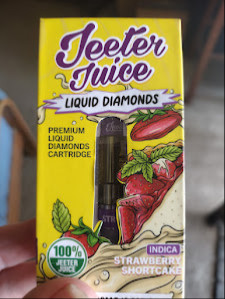 Jeeter
Juice
LIQUID DIAMONDS
PREMIUM
LIQUID
DIAMONDS
CARTRIDGE
100%
JEETER
JUICE
INDICA
STRAWBERRY
SHORTCAKE